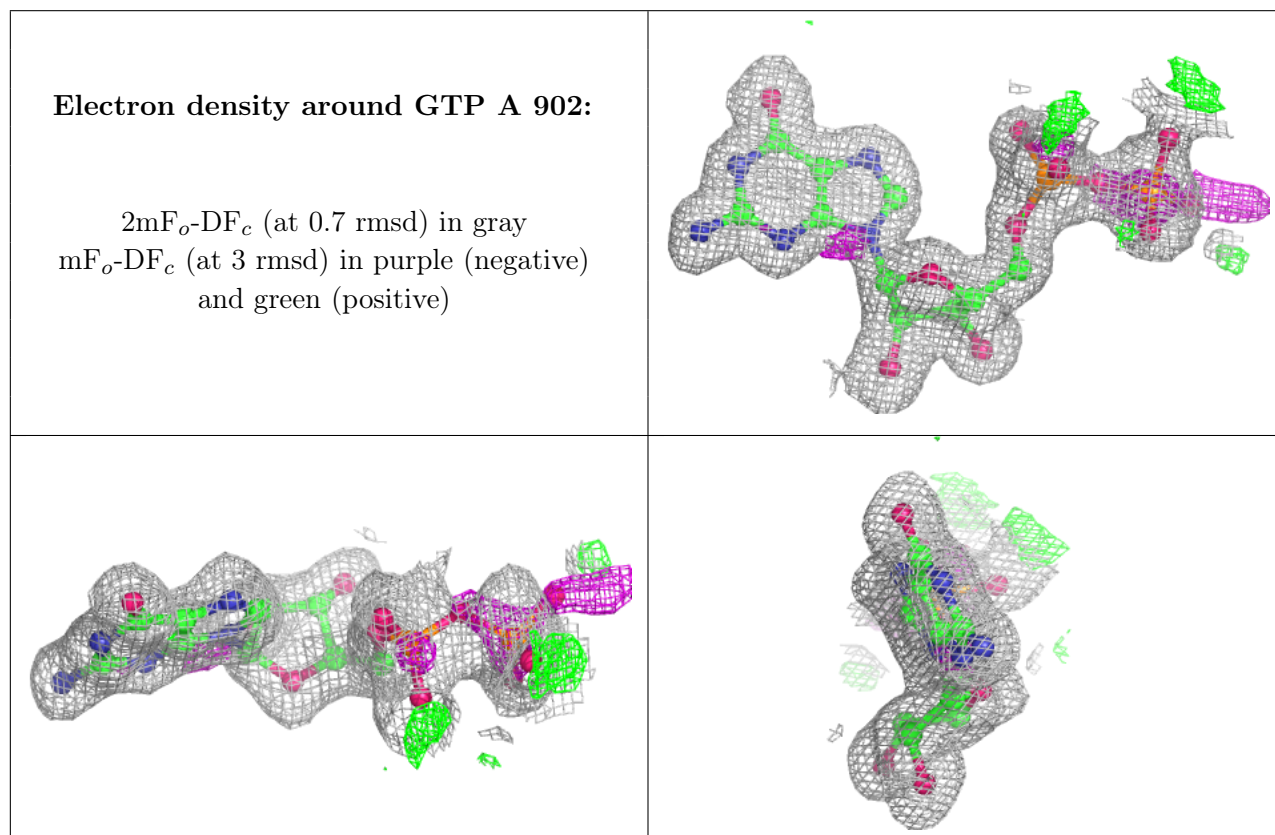 Electron density around GTP A 902:
2mFo-DFc (at 0.7 rmsd) in gray
mFo-DFc (at 3 rmsd) in purple (negative)
and green (positive)